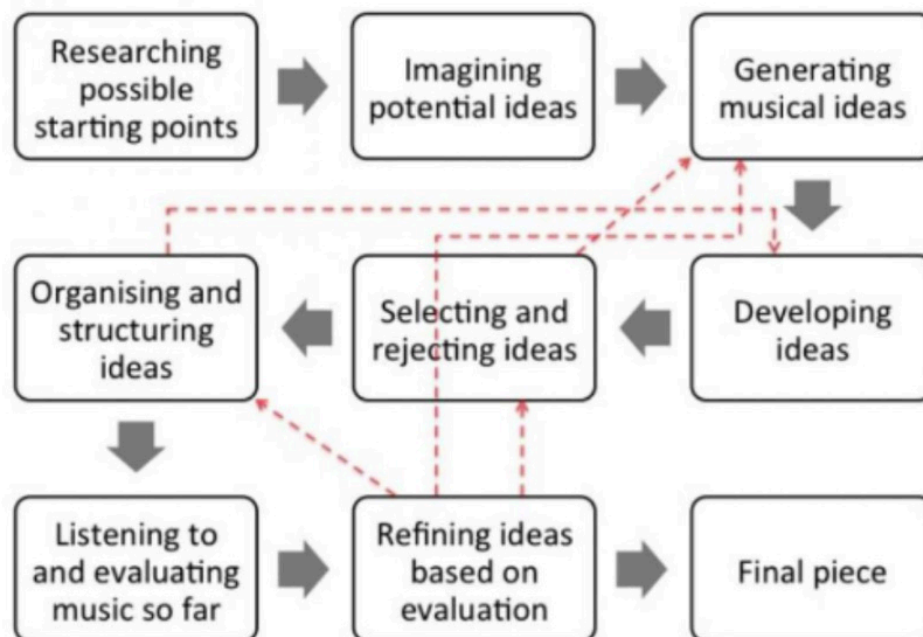 Researching
possible
starting points
Imagining
potential ideas
Generating
musical ideas
Organising and
structuring
ideas
Selecting and
rejecting ideas
Developing
ideas
Listening to
and evaluating
music so far
Refining ideas
based on
evaluation
Final piece